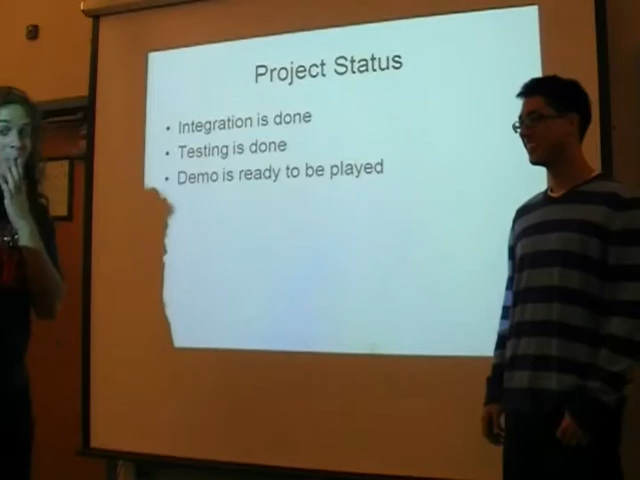 Project Status
• Integration is done
• Testing is done
• Demo is ready to be played